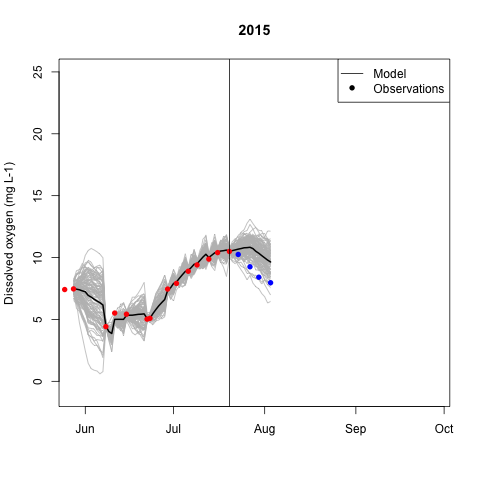 2015
Model
Observations
Dissolved oxygen (mg L-1)
25
20
15
10
5
0
Jun
Jul
Aug
Sep
Oct